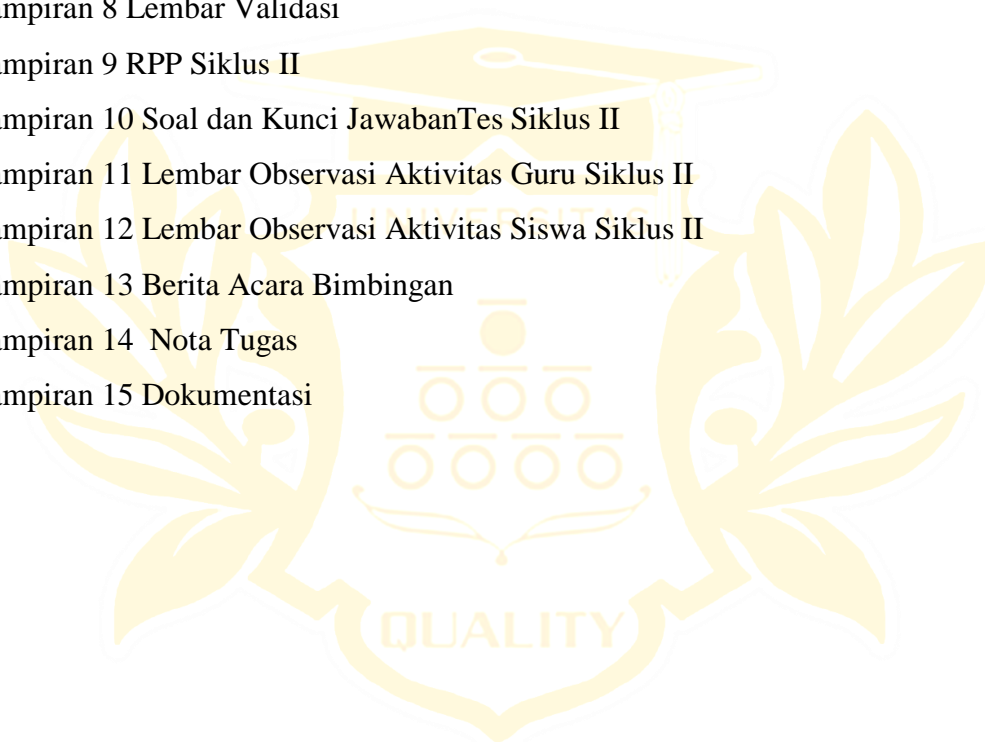 ampiran 8 Lembar Validasi
ampiran 9 RPP Siklus II
ampiran 10 Soal dan Kunci JawabanTes Siklus II
ampiran 11 Lembar Observasi Aktivitas Guru Siklus II
UNIVERSITAS
ampiran 12 Lembar Observasi Aktivitas Siswa Siklus II
ampiran 13 Berita Acara Bimbingan
ampiran 14  Nota Tugas
ampiran 15 Dokumentasi
QUALITY